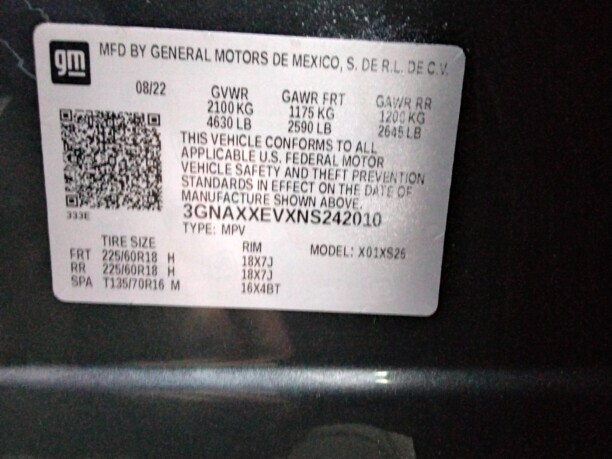 gm
MFD BY GENERAL MOTORS DE MEXICO, S. DE R.L. DE C.V.
08/22 GVWR GAWR FRT GAWR RR
2100 KG 1175 KG 1200 KG
4630 LB 2590 LB 2645 LB
THIS VEHICLE CONFORMS TO ALL
APPLICABLE U.S. FEDERAL MOTOR
VEHICLE SAFETY AND THEFT PREVENTION
STANDARDS IN EFFECT ON THE DATE OF
MANUFACTURE SHOWN ABOVE.
333E
3GNAXXEVXNS242010
TYPE: MPV
TIRE SIZE RIM MODEL: X01XS26
FRT 225/60R18 H 18X7J
RR 225/60R18 H 18X7J
SPA T135/70R16 M 16X4BT